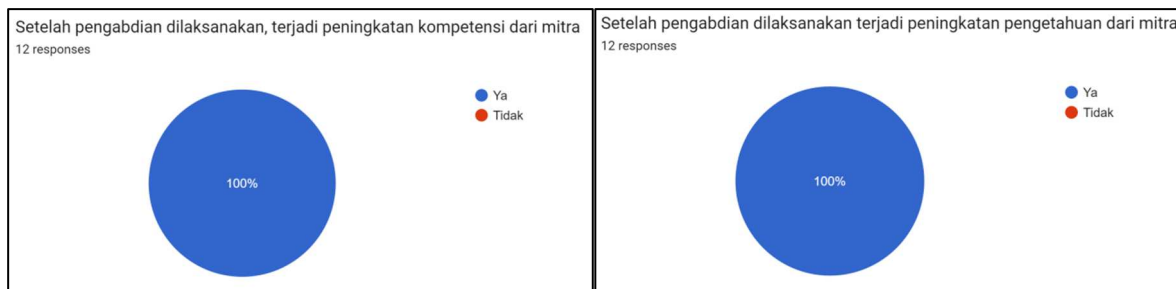 Setelah pengabdian dilaksanakan, terjadi peningkatan kompetensi dari mitra
12 responses
Ya
Tidak
100%
Setelah pengabdian dilaksanakan terjadi peningkatan pengetahuan dari mitra
12 responses
Ya
Tidak
100%